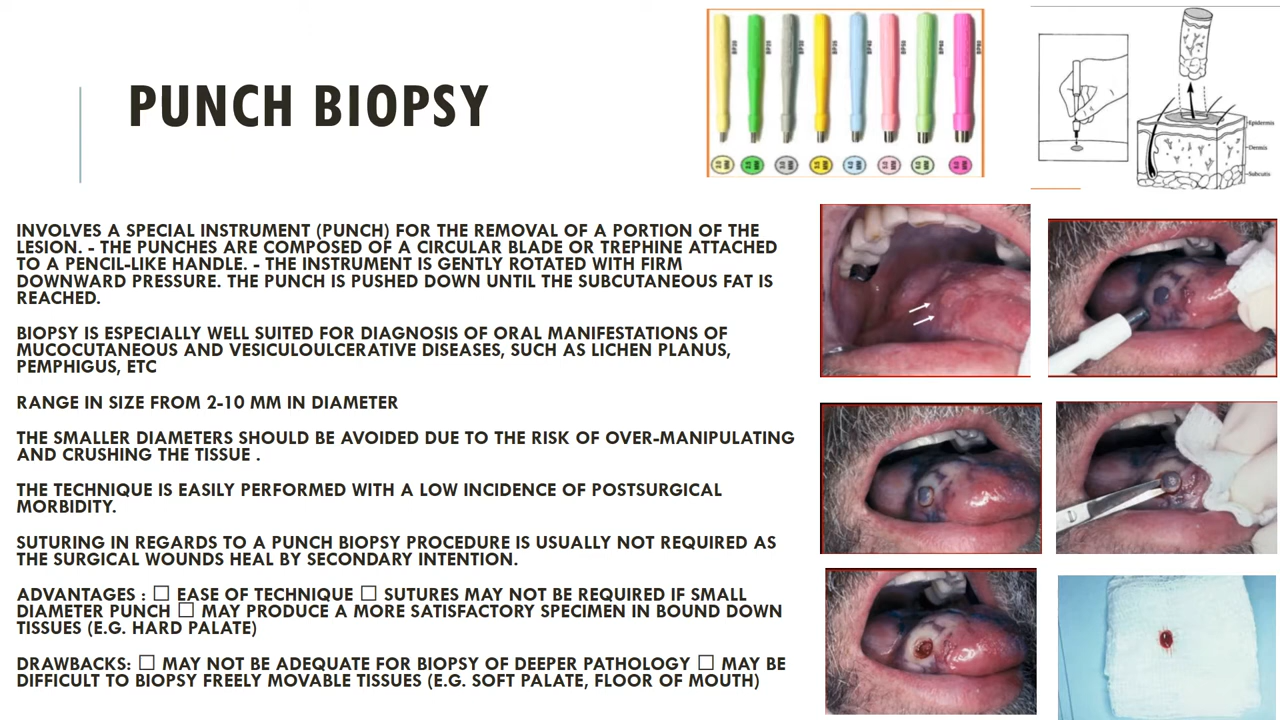 PUNCH BIOPSY
Epidermis
Dermis
Subcutis
INVOLVES A SPECIAL INSTRUMENT (PUNCH) FOR THE REMOVAL OF A PORTION OF THE
LESION. - THE PUNCHES ARE COMPOSED OF A CIRCULAR BLADE OR TREPHINE ATTACHED
TO A PENCIL-LIKE HANDLE. - THE INSTRUMENT IS GENTLY ROTATED WITH FIRM
DOWNWARD PRESSURE. THE PUNCH IS PUSHED DOWN UNTIL THE SUBCUTANEOUS FAT IS
REACHED.
BIOPSY IS ESPECIALLY WELL SUITED FOR DIAGNOSIS OF ORAL MANIFESTATIONS OF
MUCOCUTANEOUS AND VESICULOULCERATIVE DISEASES, SUCH AS LICHEN PLANUS,
PEMPHIGUS, ETC
RANGE IN SIZE FROM 2-10 MM IN DIAMETER
THE SMALLER DIAMETERS SHOULD BE AVOIDED DUE TO THE RISK OF OVER-MANIPULATING
AND CRUSHING THE TISSUE .
THE TECHNIQUE IS EASILY PERFORMED WITH A LOW INCIDENCE OF POSTSURGICAL
MORBIDITY.
SUTURING IN REGARDS TO A PUNCH BIOPSY PROCEDURE IS USUALLY NOT REQUIRED AS
THE SURGICAL WOUNDS HEAL BY SECONDARY INTENTION.
ADVANTAGES : ☐ EASE OF TECHNIQUE ☐ SUTURES MAY NOT BE REQUIRED IF SMALL
DIAMETER PUNCH ☐ MAY PRODUCE A MORE SATISFACTORY SPECIMEN IN BOUND DOWN
TISSUES (E.G. HARD PALATE)
DRAWBACKS: ☐ MAY NOT BE ADEQUATE FOR BIOPSY OF DEEPER PATHOLOGY ☐ MAY BE
DIFFICULT TO BIOPSY FREELY MOVABLE TISSUES (E.G. SOFT PALATE, FLOOR OF MOUTH)